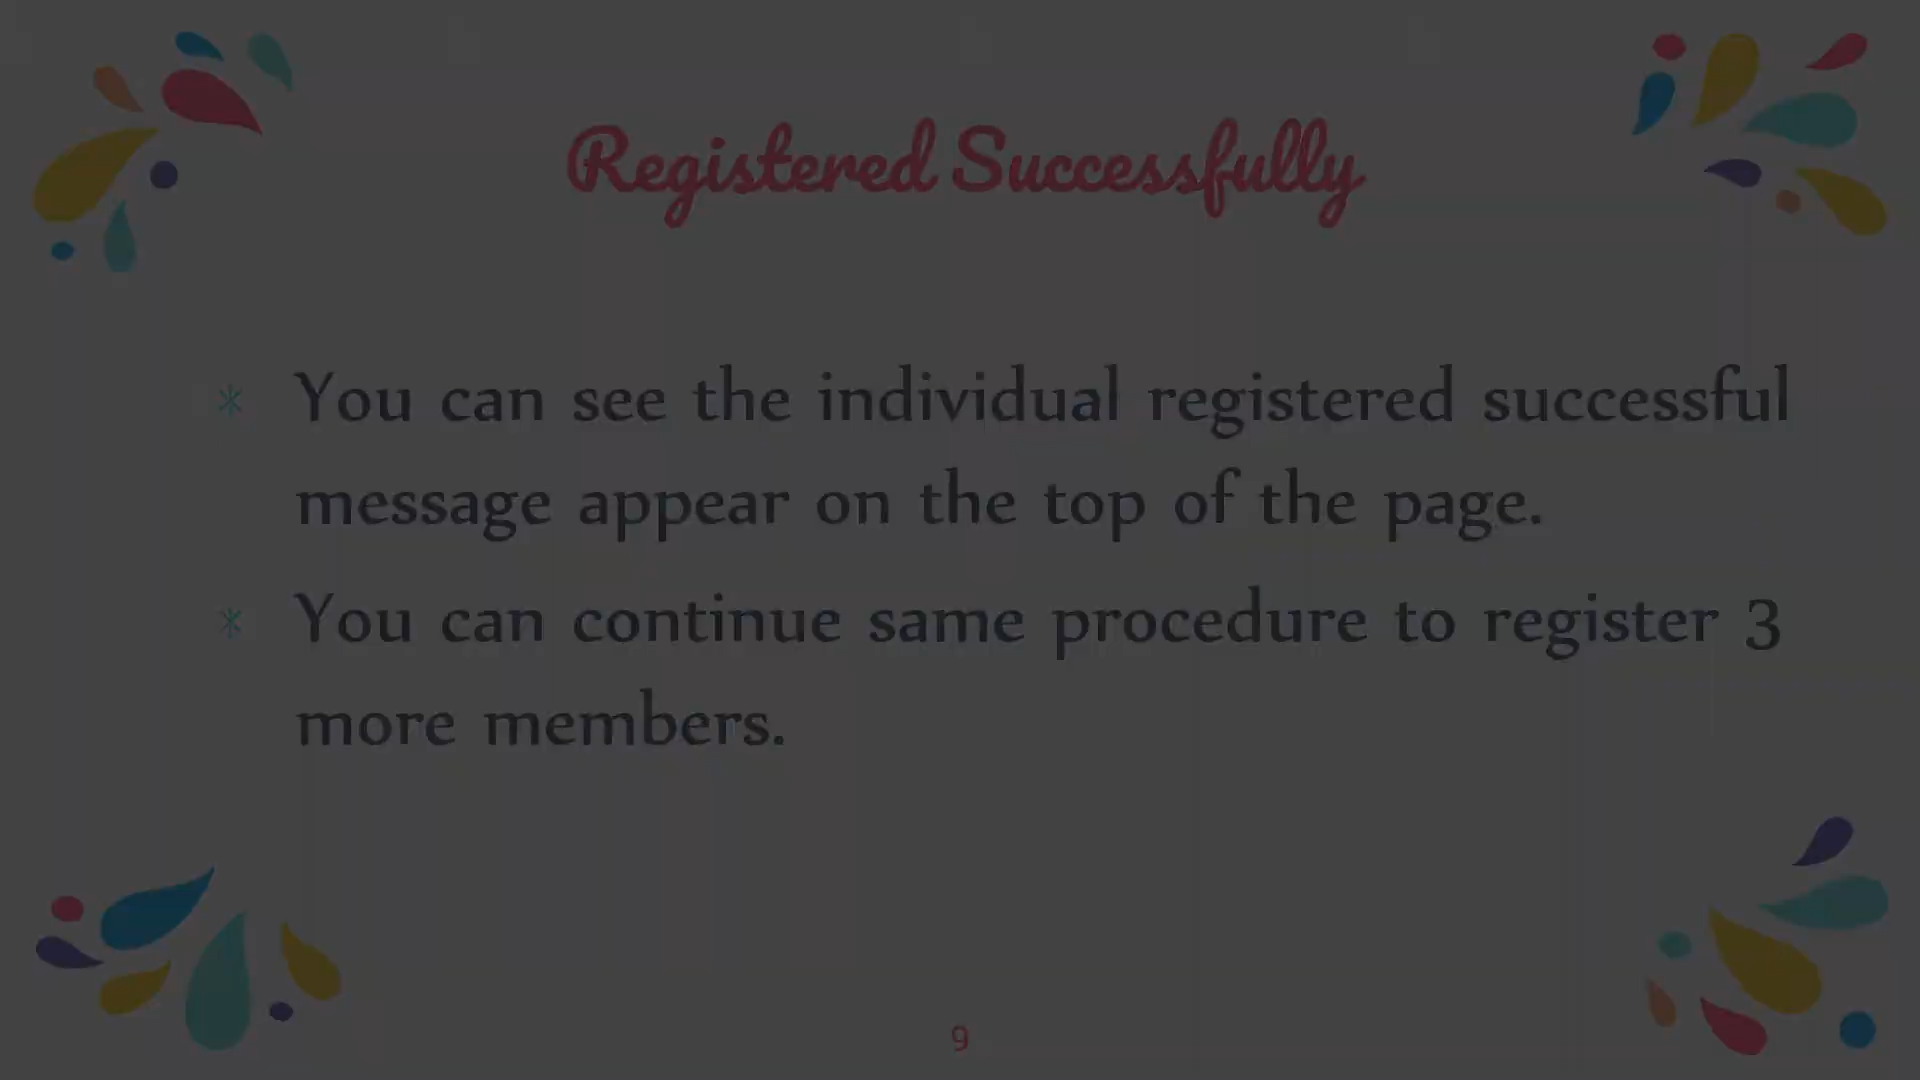 Registered Successfully
You can see the individual registered successful
message appear on the top of the page.
You can continue same procedure to register 3
more members.
9